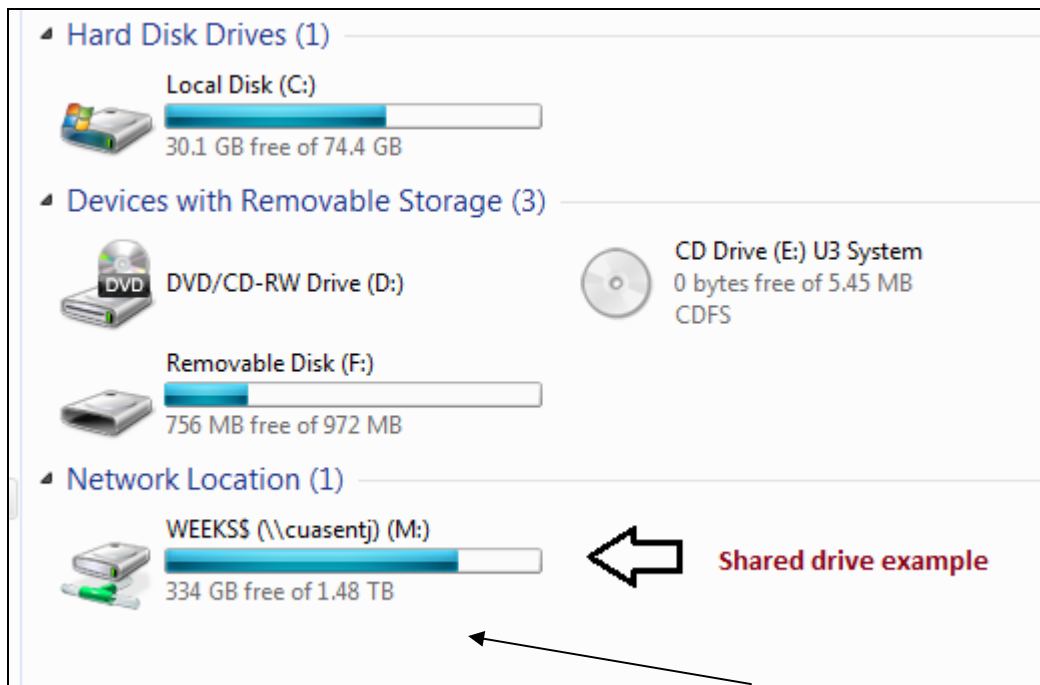 Hard Disk Drives (1)
Local Disk (C:)
30.1 GB free of 74.4 GB
Devices with Removable Storage (3)
DVD
DVD/CD-RW Drive (D:)
CD Drive (E:) U3 System
0 bytes free of 5.45 MB
CDFS
Removable Disk (F:)
756 MB free of 972 MB
Network Location (1)
WEEKS$ (\\cuasentj) (M:)
334 GB free of 1.48 TB
Shared drive example